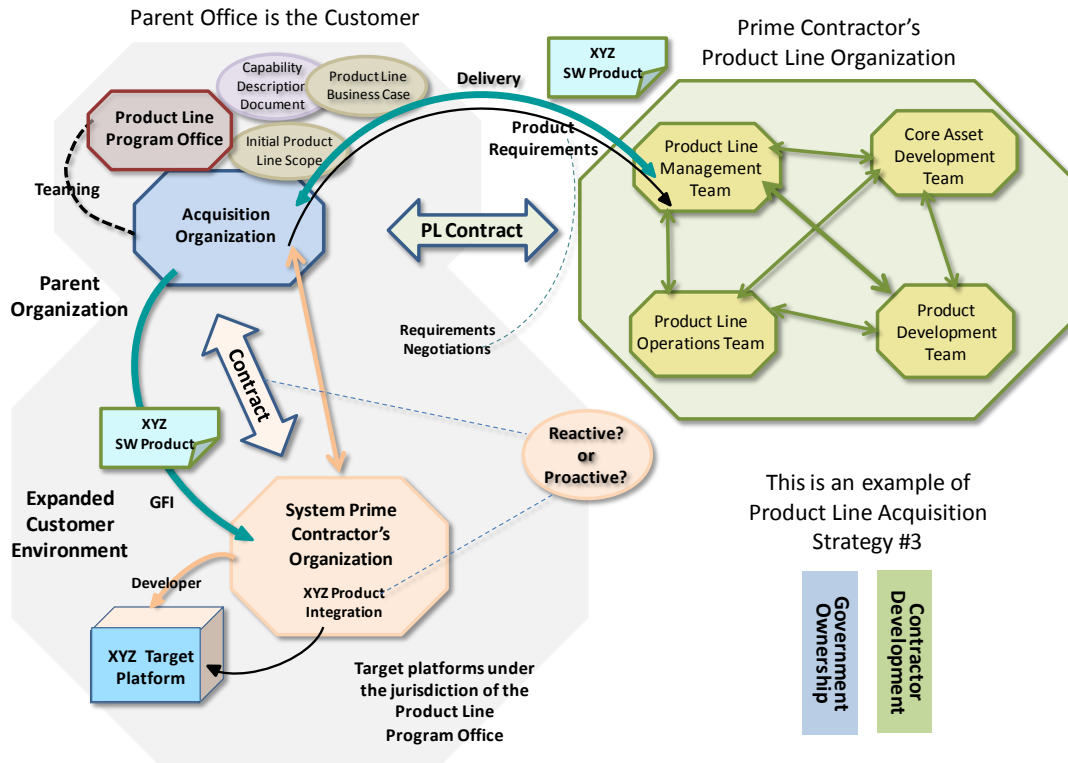 Parent Office is the Customer
Prime Contractor's
Product Line Organization
XYZ
SW Product
Capability
Description
Document
Product Line
Business Case
Delivery
Product Line
Program Office
Initial Product
Line Scope
Product
Requirements
Product Line
Management
Team
Core Asset
Development
Team
Teaming
Acquisition
Organization
PL Contract
Parent
Organization
Product Line
Operations Team
Product
Development
Team
Requirements
Negotiations
Contract
XYZ
SW Product
Reactive?
or
Proactive?
GFI
Expanded
Customer
Environment
System Prime
Contractor's
Organization
XYZ Product
Integration
This is an example of
Product Line Acquisition
Strategy #3
Developer
XYZ Target
Platform
Target platforms under
the jurisdiction of the
Product Line
Program Office
Government
Ownership
Contractor
Development